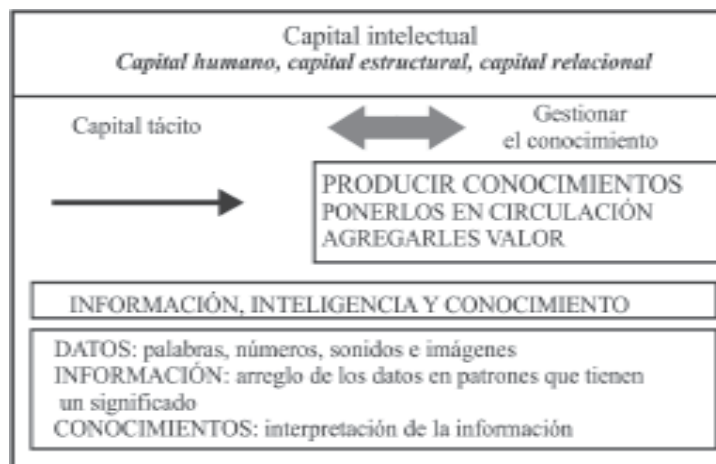 Capital intelectual
Capital humano, capital estructural, capital relacional
Capital tácito
Gestionar
el conocimiento
PRODUCIR CONOCIMIENTOS
PONERLOS EN CIRCULACIÓN
AGREGARLES VALOR
INFORMACIÓN, INTELIGENCIA Y CONOCIMIENTO
DATOS: palabras, números, sonidos e imágenes
INFORMACIÓN: arreglo de los datos en patrones que tienen
un significado
CONOCIMIENTOS: interpretación de la información